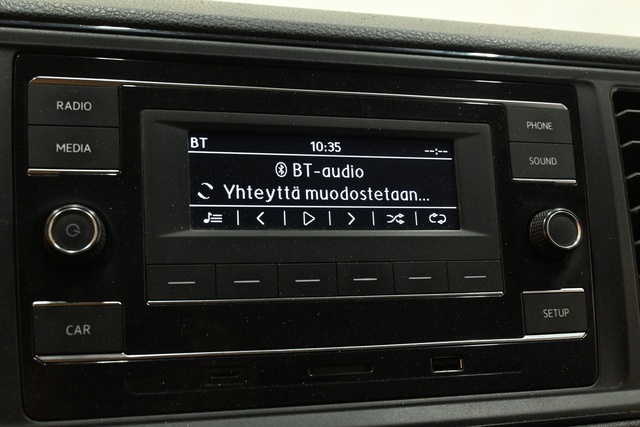 RADIO
MEDIA
CAR
BT 10:35 --:--
BT-audio
Yhteyttä muodostetaan...
PHONE
SOUND
SETUP